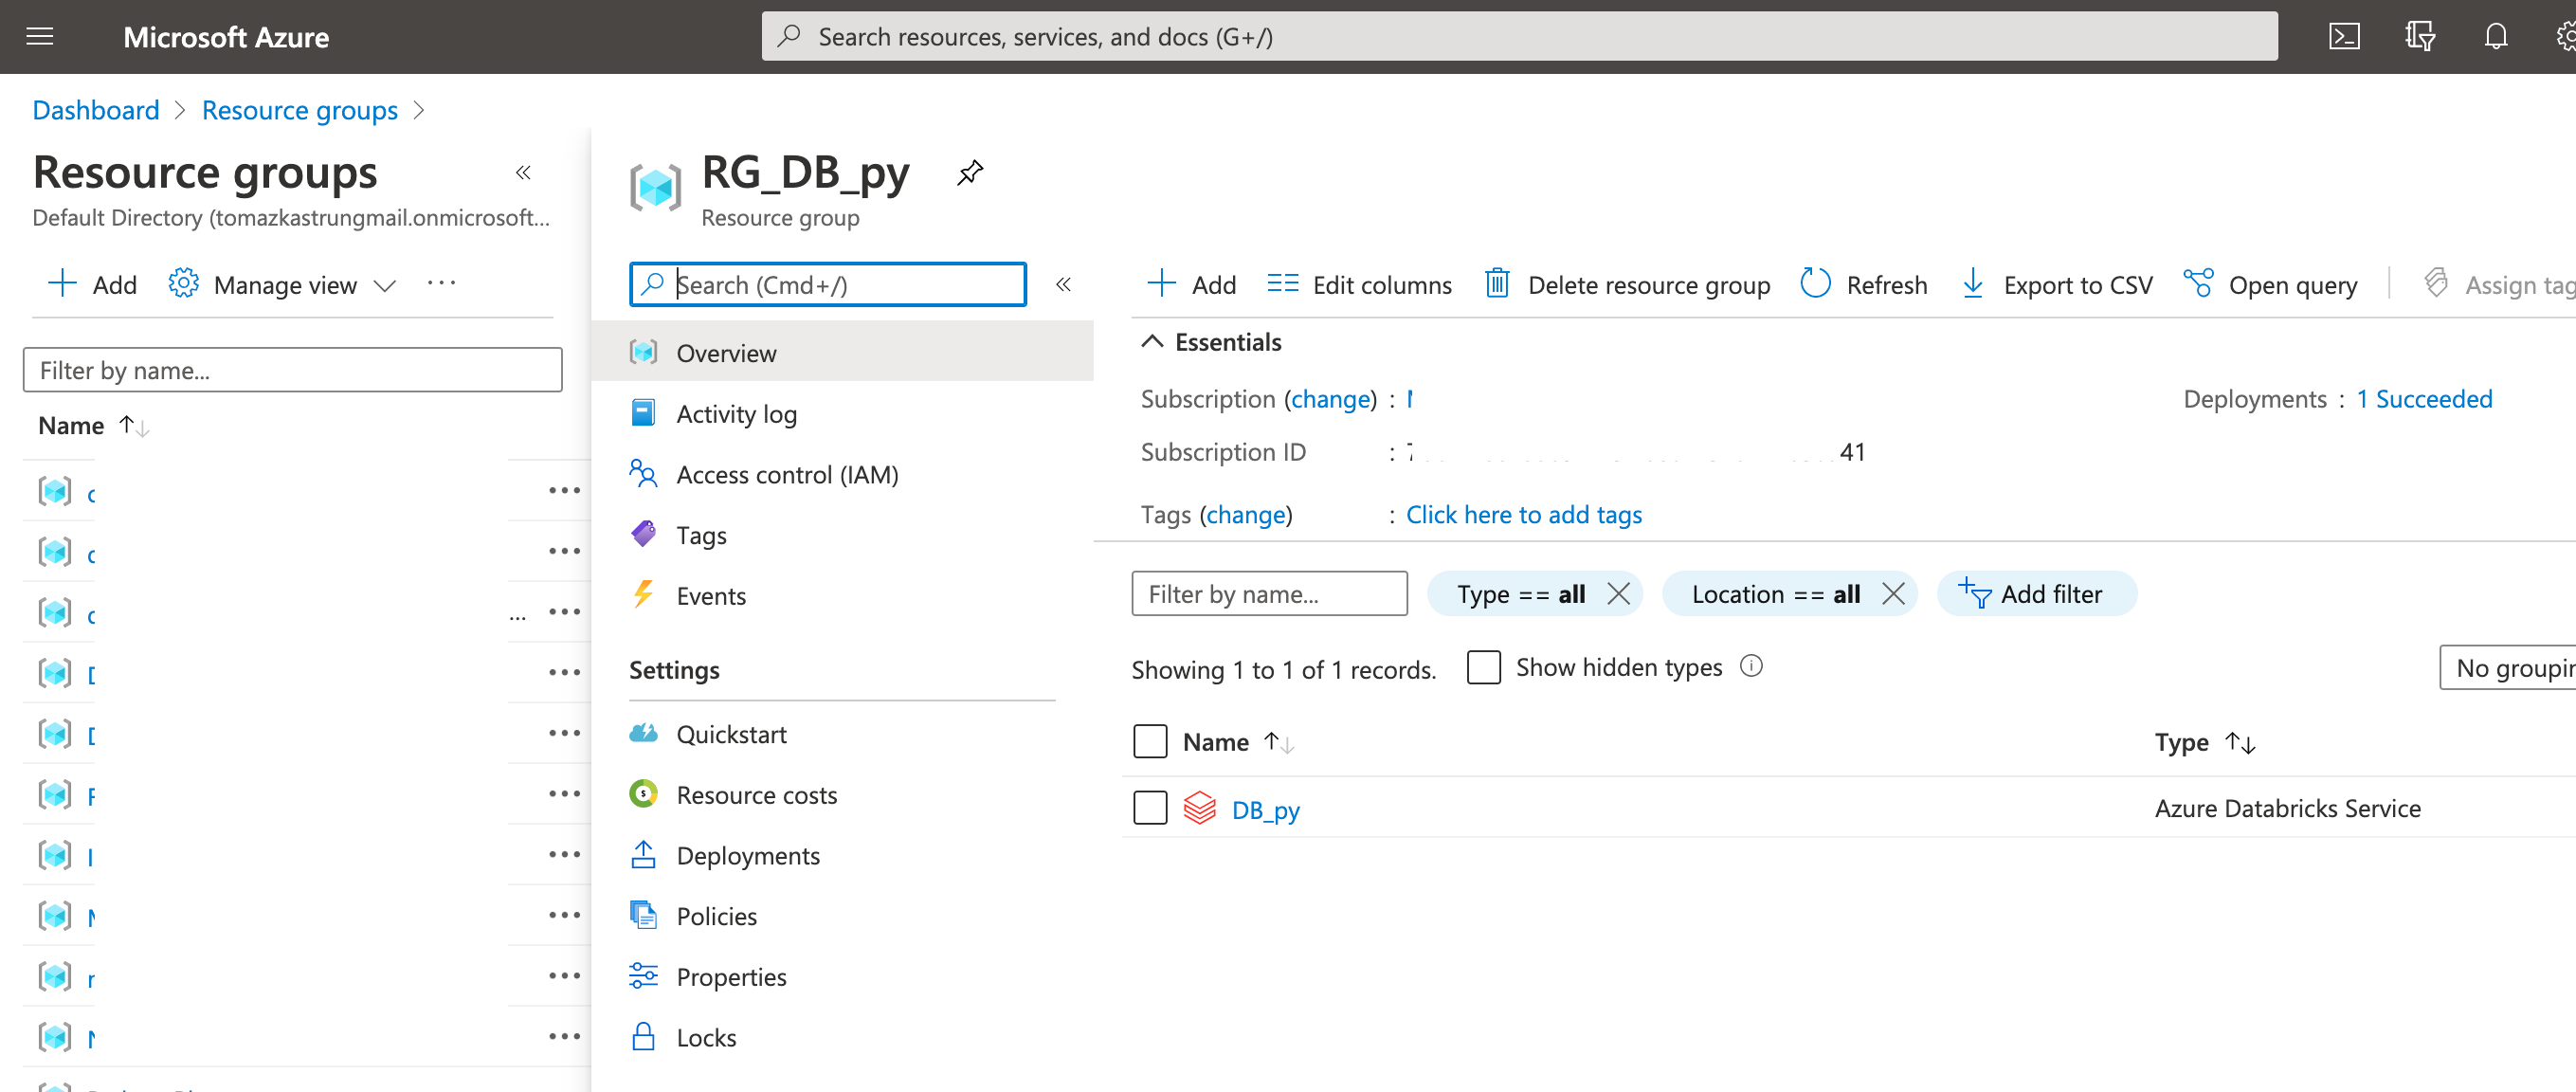 Microsoft Azure
Search resources, services, and docs (G+/)
Dashboard > Resource groups >
Resource groups
Default Directory (tomazkastrungmail.onmicrosoft...
Add
Manage view
Filter by name...
Name
RG_DB_py
Resource group
Search (Cmd+/)
Overview
Activity log
Access control (IAM)
Tags
Events
Settings
Quickstart
Resource costs
Deployments
Policies
Properties
Locks
Add
Edit columns
Delete resource group
Refresh
Export to CSV
Open query
Assign tag
Essentials
Subscription (change) :
Deployments : 1 Succeeded
Subscription ID : 41
Tags (change) : Click here to add tags
Filter by name...
Type == all
Location == all
Add filter
Showing 1 to 1 of 1 records.
Show hidden types
No groupin
Name
Type
DB_py
Azure Databricks Service